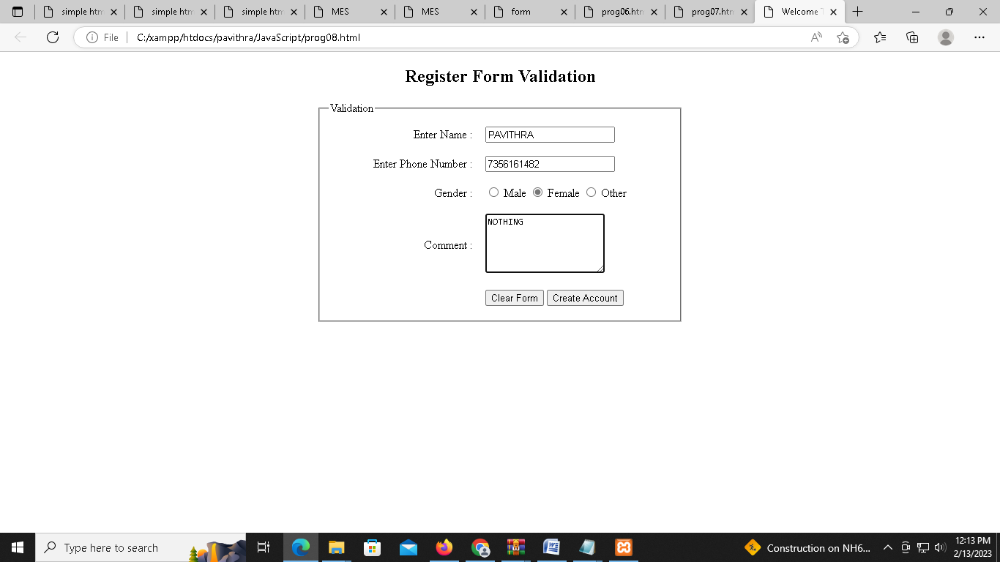 simple htm
simple htm
simple htm
MES
MES
form
prog06.htm
prog07.htm
Welcome T
File
C:/xampp/htdocs/pavithra/JavaScript/prog08.html
Register Form Validation
Validation
Enter Name : PAVITHRA
Enter Phone Number : 7356161482
Gender : Male Female Other
Comment : NOTHING
Clear Form Create Account
Type here to search
Construction on NH6...
12:13 PM
2/13/2023